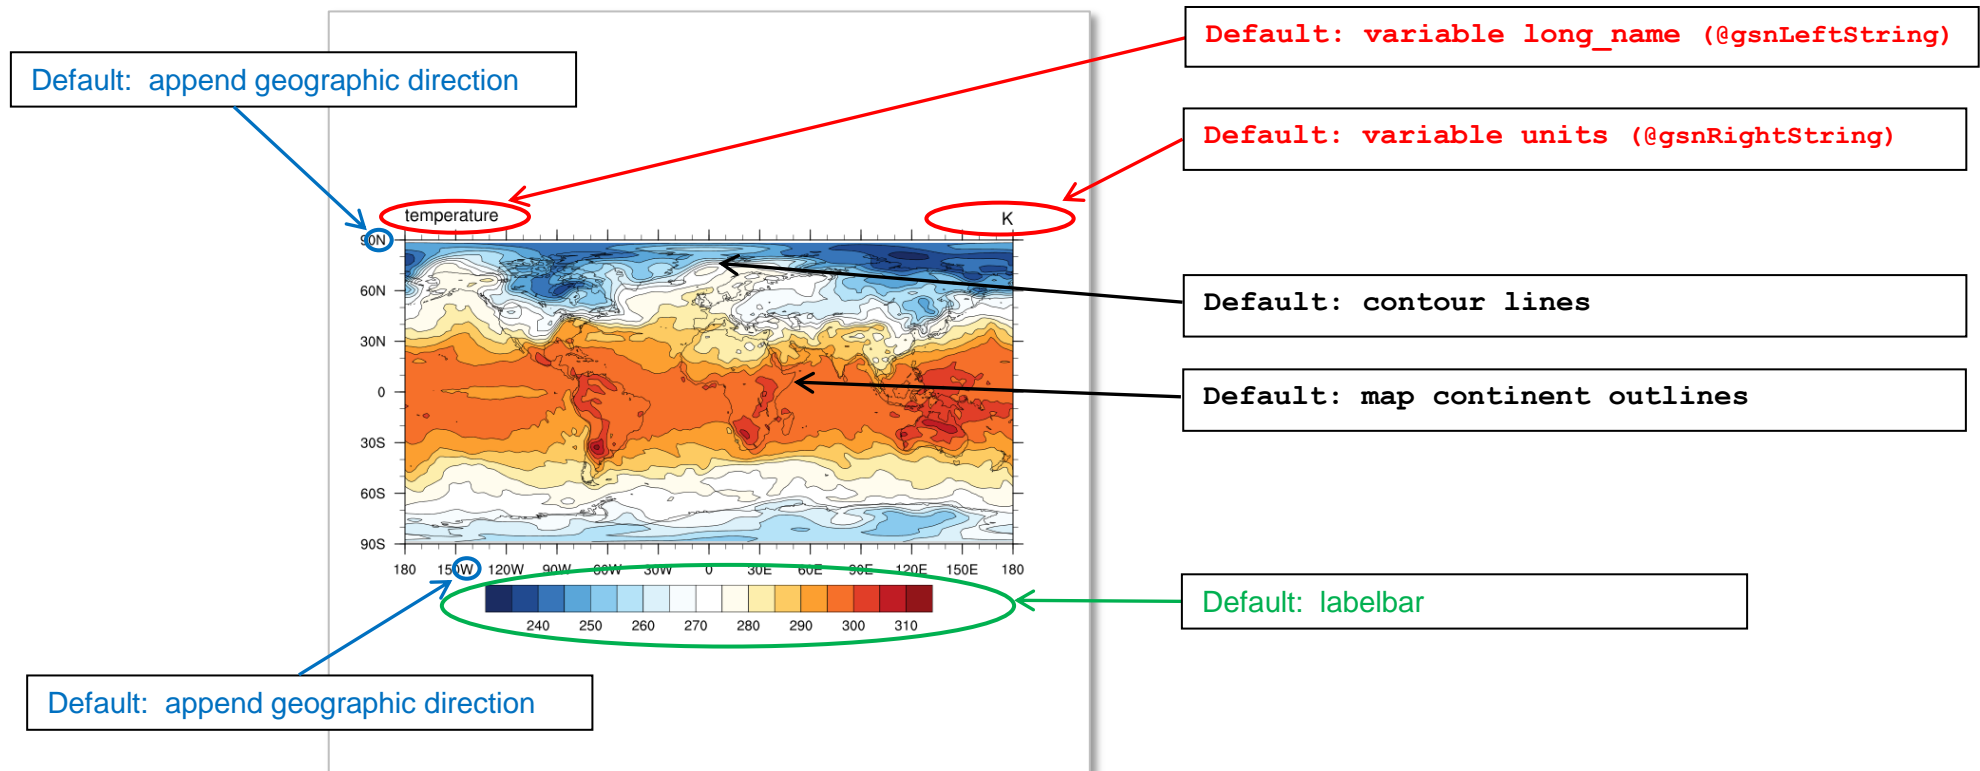 Default: variable long_name (@gsnLeftString)
Default: append geographic direction
Default: variable units (@gsnRightString)
temperature
K
90N
60N
Default: contour lines
30N
0
Default: map continent outlines
30S
60S
90S
180 150W 120W 90W 60W 30W 0 30E 60E 90E 120E 150E 180
Default: labelbar
240 250 260 270 280 290 300 310
Default: append geographic direction